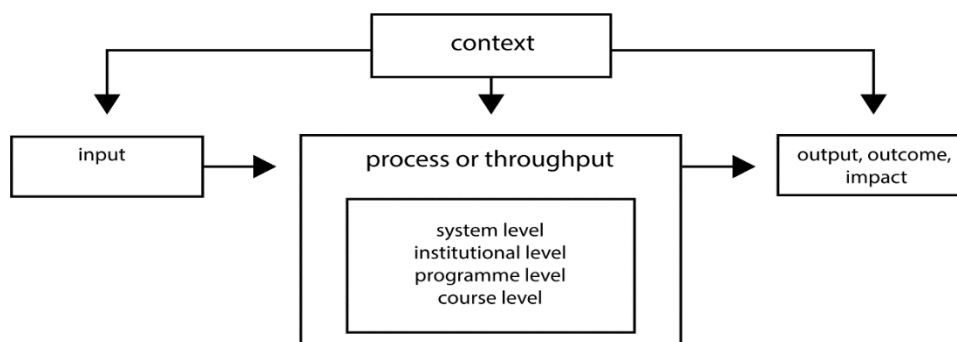 context
input
process or throughput
output, outcome,
impact
system level
institutional level
programme level
course level